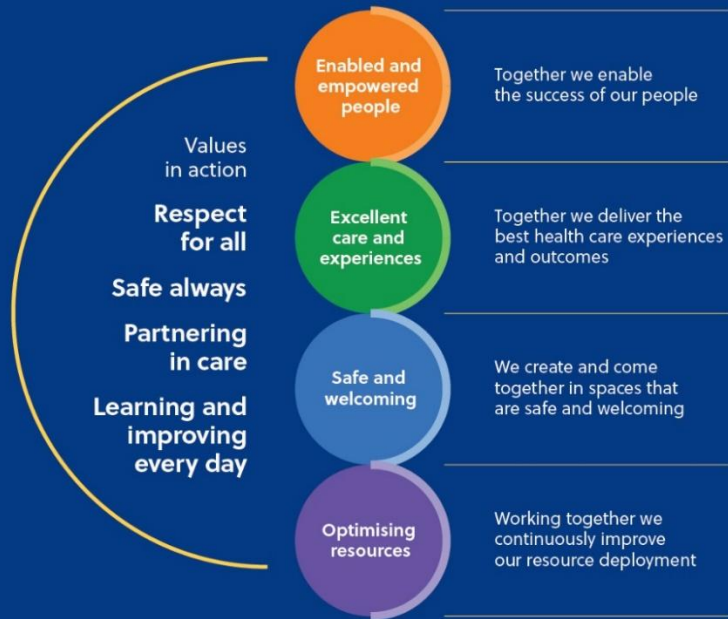 Values
in action
Respect
for all
Safe always
Partnering
in care
Learning and
improving
every day
Enabled and
empowered
people
Together we enable
the success of our people
Excellent
care and
experiences
Together we deliver the
best health care experiences
and outcomes
Safe and
welcoming
We create and come
together in spaces that
are safe and welcoming
Optimising
resources
Working together we
continuously improve
our resource deployment